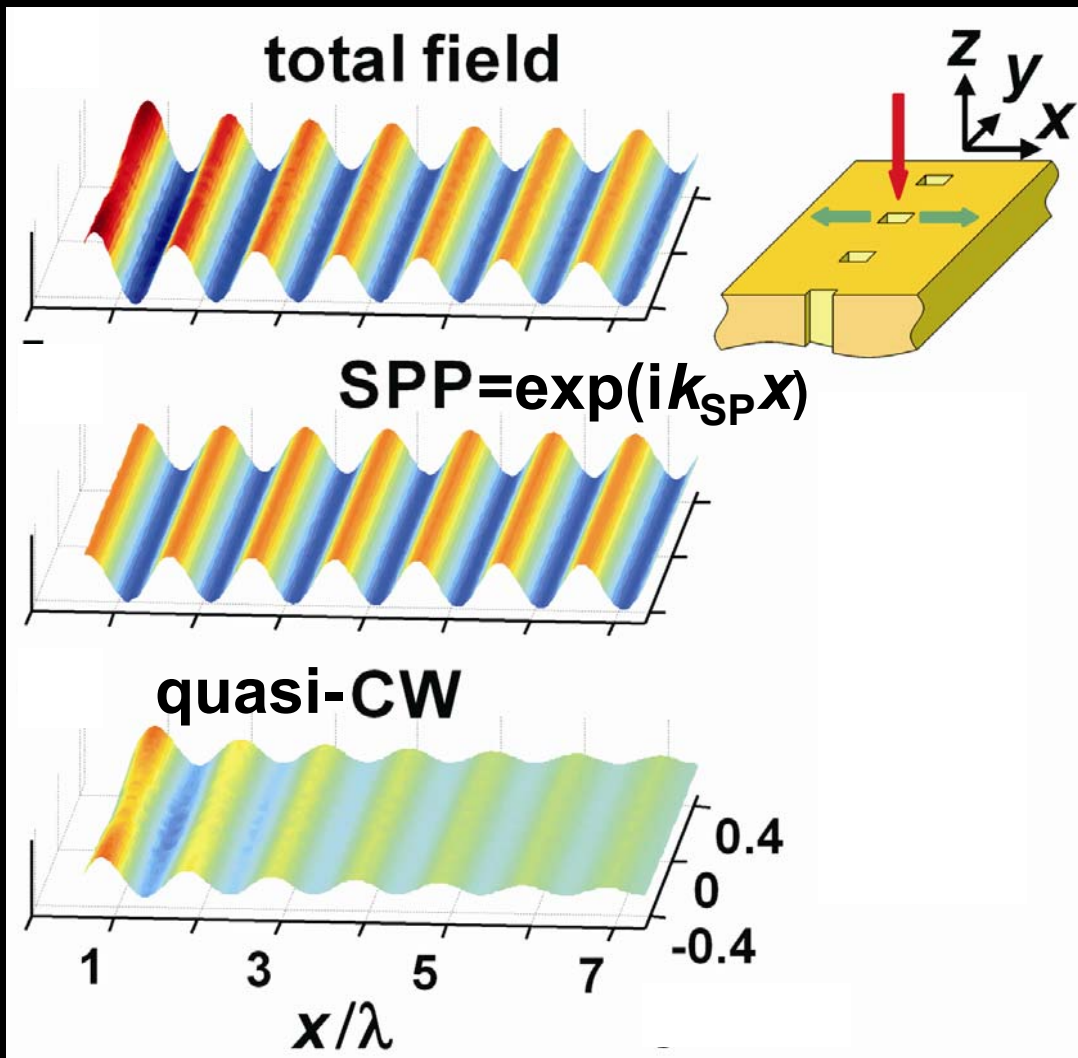 total field
z
y
x
SPP=exp(ik_SP x)
quasi-CW
0.4
0
-0.4
1 3 5 7
x/λ